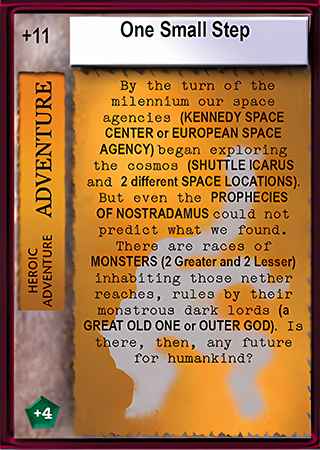 +11
One Small Step
HEROIC
ADVENTURE
ADVENTURE
By the turn of the
milennium our space
agencies (KENNEDY SPACE
CENTER or EUROPEAN SPACE
AGENCY) began exploring
the cosmos (SHUTTLE ICARUS
and 2 different SPACE LOCATIONS).
But even the PROPHECIES
OF NOSTRADAMUS could not
predict what we found.
There are races of
MONSTERS (2 Greater and 2 Lesser)
inhabiting those nether
reaches, rules by their
monstrous dark lords (a
GREAT OLD ONE or OUTER GOD). Is
there, then, any future
for humankind?
+4